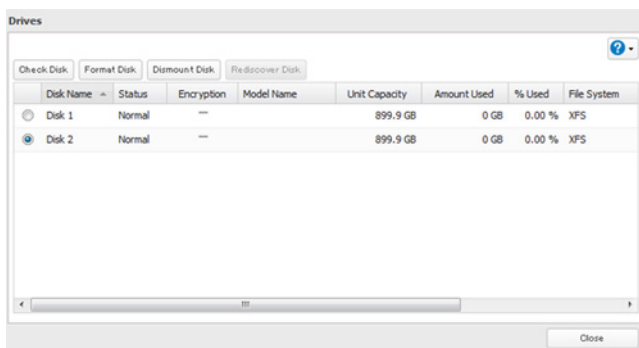 Drives
Check Disk Format Disk Dismount Disk Rediscover Disk
Disk Name Status Encryption Model Name Unit Capacity Amount Used % Used File System
Disk 1 Normal --- 899.9 GB 0 GB 0.00 % XFS
Disk 2 Normal --- 899.9 GB 0 GB 0.00 % XFS
Close